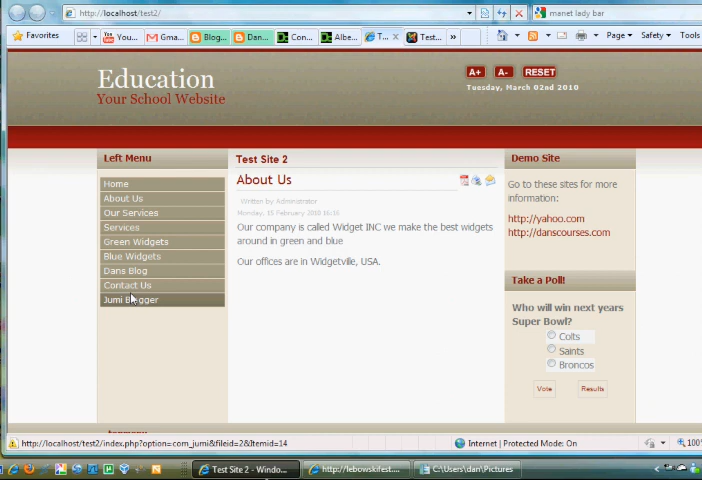 http://localhost/test2/
manet lady bar
Favorites
You...
Gma...
Blog...
Dan...
Con...
Albe...
T...
Test...
Page
Safety
Tools
Education
Your School Website
A+ A- RESET
Tuesday, March 02nd 2010
Left Menu
Home
About Us
Our Services
Services
Green Widgets
Blue Widgets
Dans Blog
Contact Us
Jumi Blogger
Test Site 2
About Us
Written by Administrator
Monday, 15 February 2010 16:16
Our company is called Widget INC we make the best widgets
around in green and blue
Our offices are in Widgetville, USA.
Demo Site
Go to these sites for more
information:
http://yahoo.com
http://danscourses.com
Take a Poll!
Who will win next years
Super Bowl?
Colts
Saints
Broncos
Vote
Results
http://localhost/test2/index.php?option=com_jumi&fileid=2&Itemid=14
Internet | Protected Mode: On
100%
Test Site 2 - Windo...
http://lebowskifest....
C:\Users\dan\Pictures